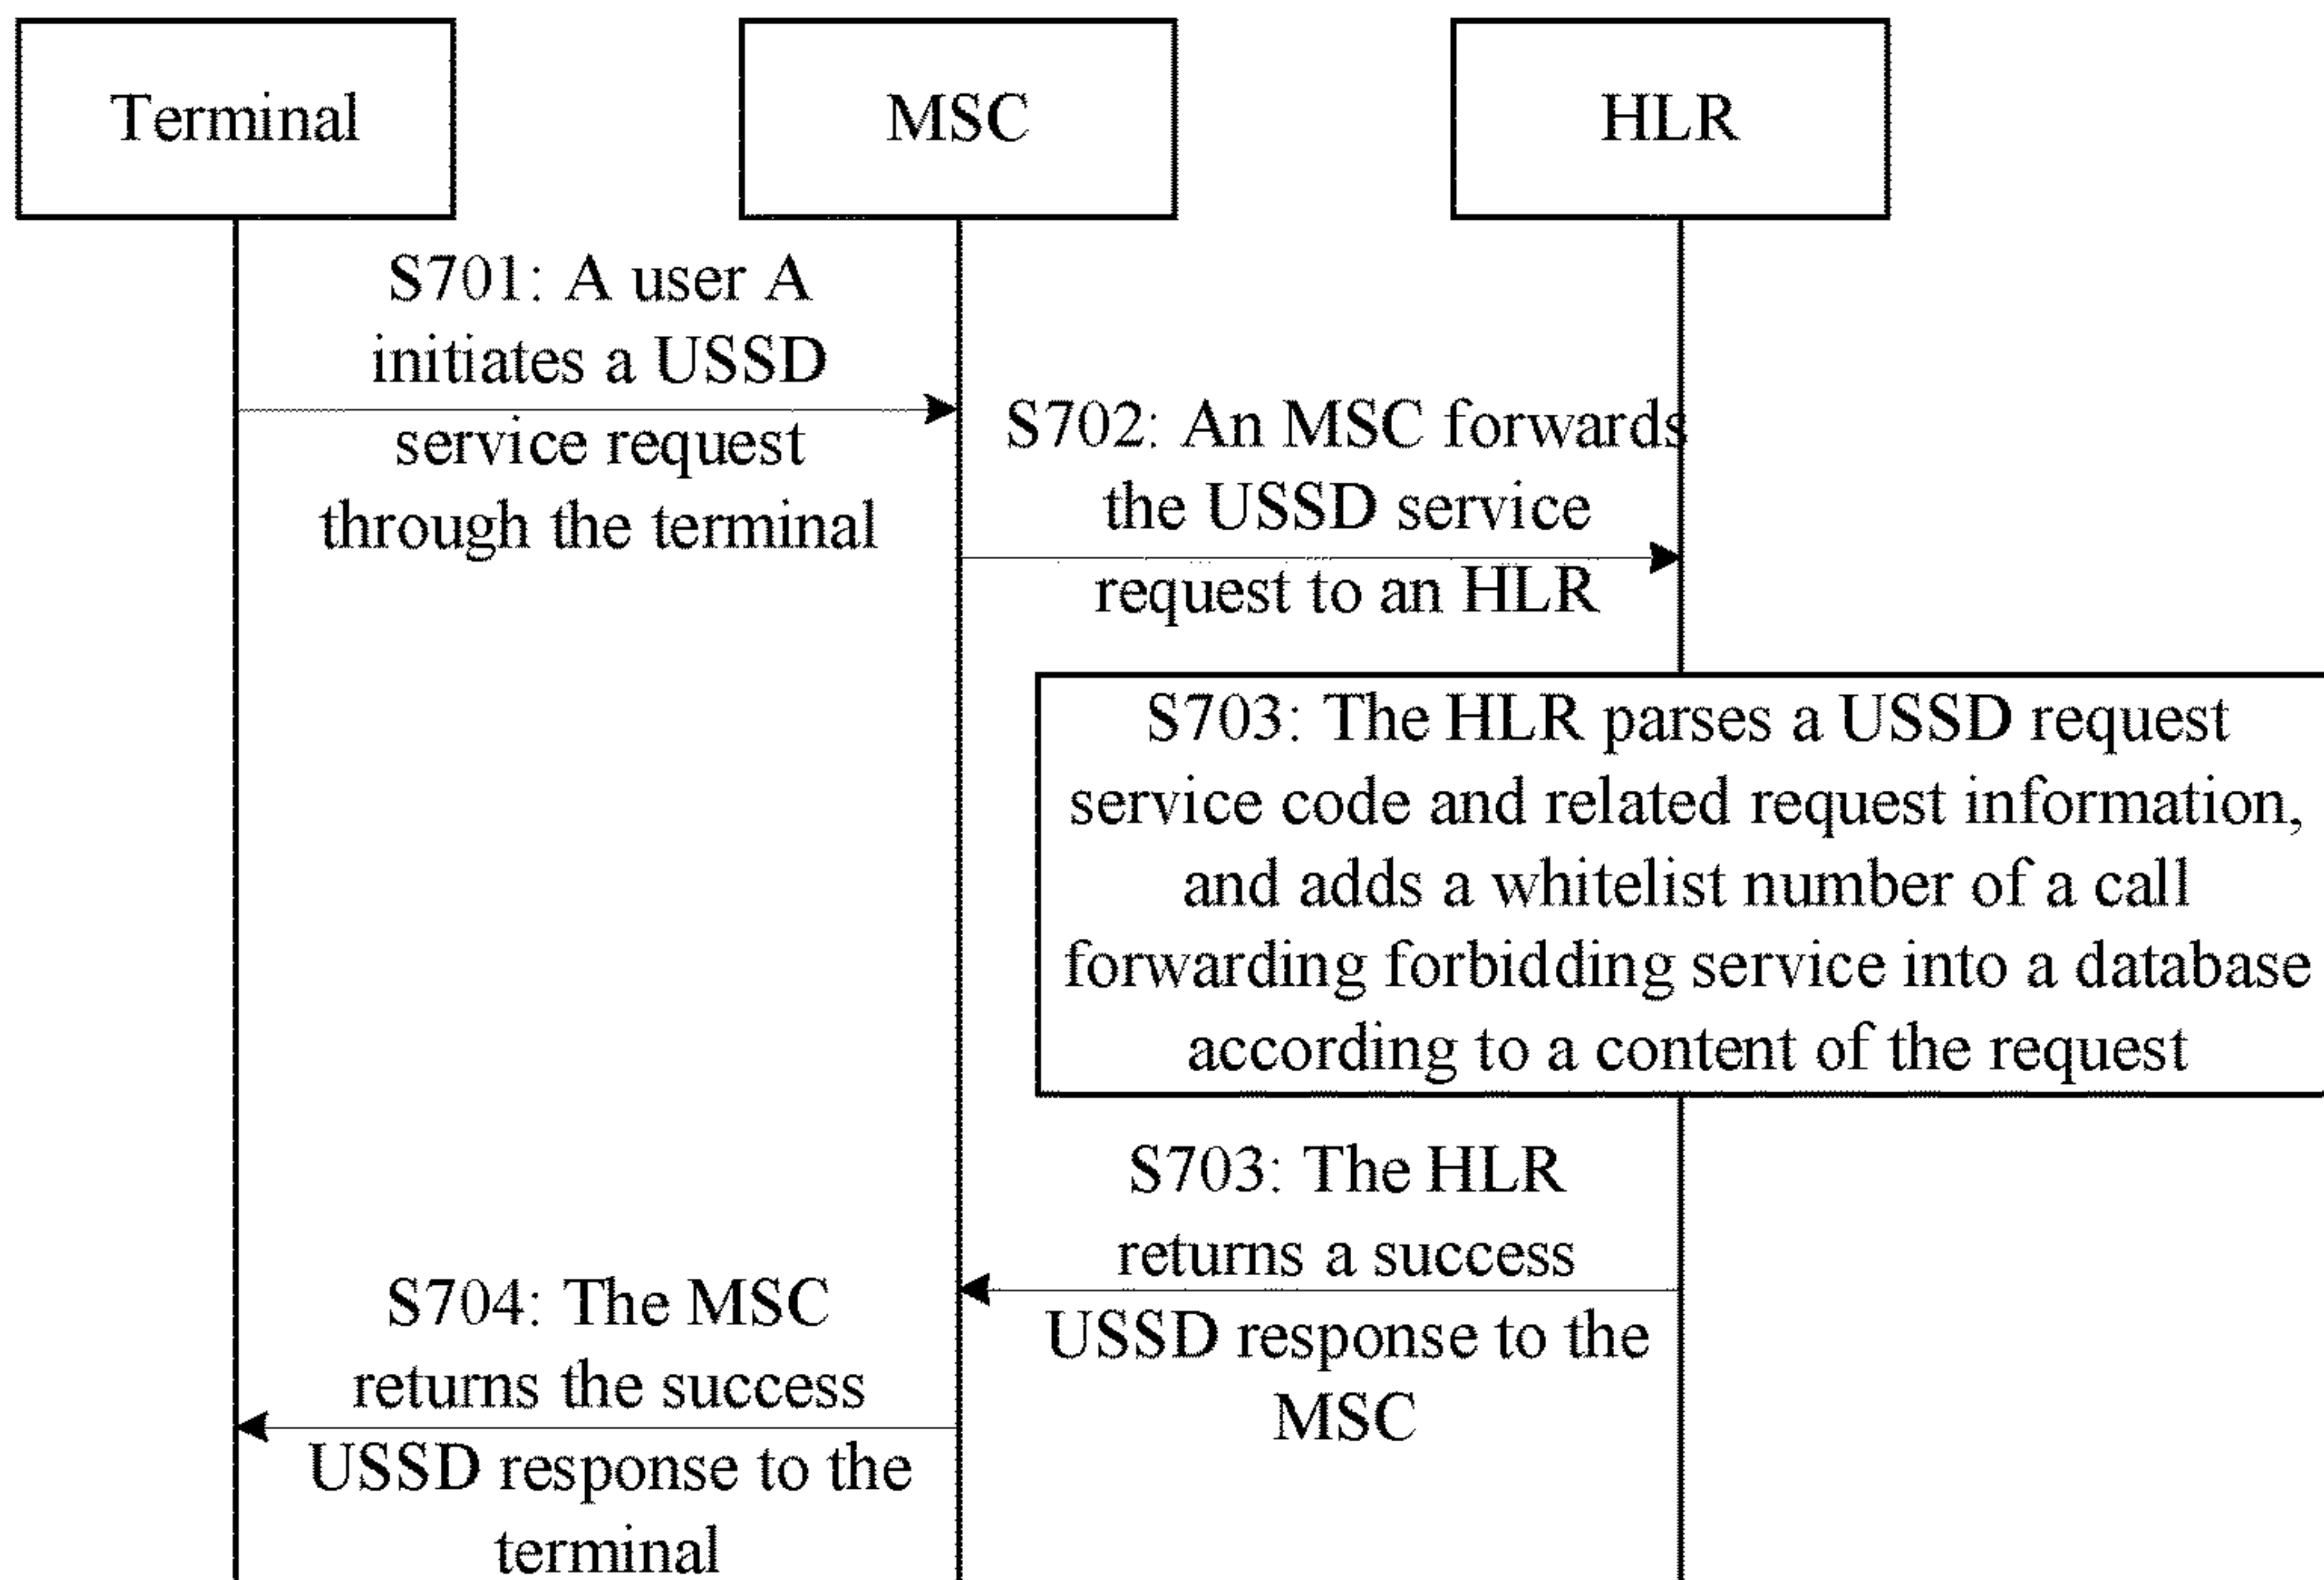 Terminal
MSC
HLR
S701: A user A
initiates a USSD
service request
through the terminal
S702: An MSC forwards
the USSD service
request to an HLR
S703: The HLR parses a USSD request
service code and related request information,
and adds a whitelist number of a call
forwarding forbidding service into a database
according to a content of the request
S703: The HLR
returns a success
USSD response to the
MSC
S704: The MSC
returns the success
USSD response to the
terminal